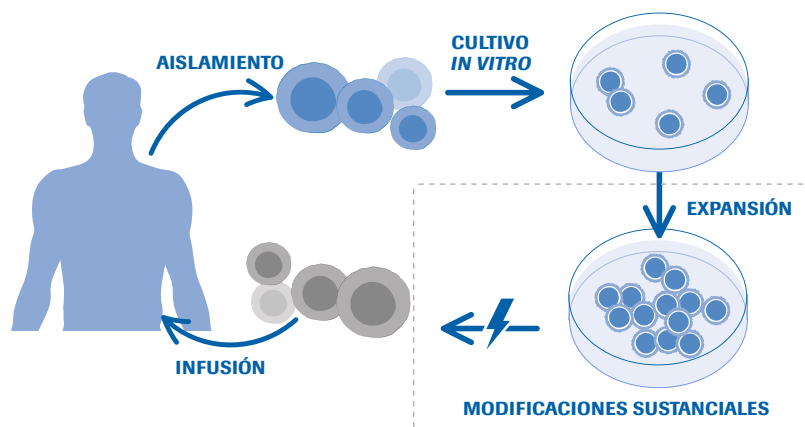 AISLAMIENTO
CULTIVO
IN VITRO
EXPANSIÓN
INFUSIÓN
MODIFICACIONES SUSTANCIALES